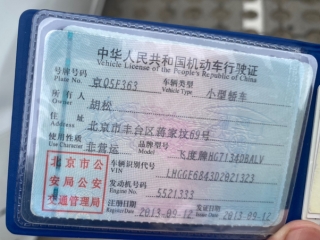 中华人民共和国机动车行驶证
Vehicle License of the People's Republic of China
号牌号码 京Q5F363 车辆类型 小型轿车
Plate No. Vehicle Type
所有人 胡松
Owner
住址 北京市丰台区蒋家坟69号
Address
使用性质 非营运 品牌型号 飞度牌HG7134DBALV
Use Character Model
北京市公安局公安交通管理局
车辆识别代号
VIN
发动机号码 5521333
Engine No.
注册日期 2013-09-12 发证日期 2013-09-12
Register Date Issue Date